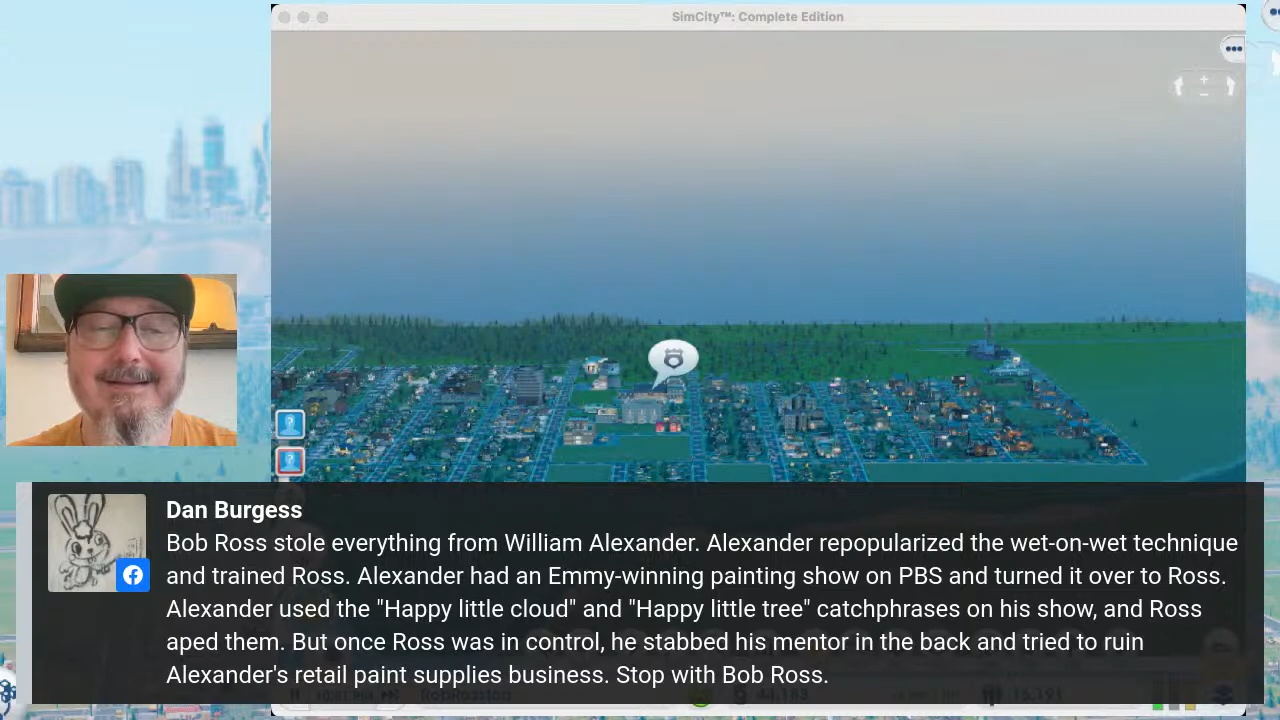 SimCity™: Complete Edition
Dan Burgess
Bob Ross stole everything from William Alexander. Alexander repopularized the wet-on-wet technique
and trained Ross. Alexander had an Emmy-winning painting show on PBS and turned it over to Ross.
Alexander used the "Happy little cloud" and "Happy little tree" catchphrases on his show, and Ross
aped them. But once Ross was in control, he stabbed his mentor in the back and tried to ruin
Alexander's retail paint supplies business. Stop with Bob Ross.